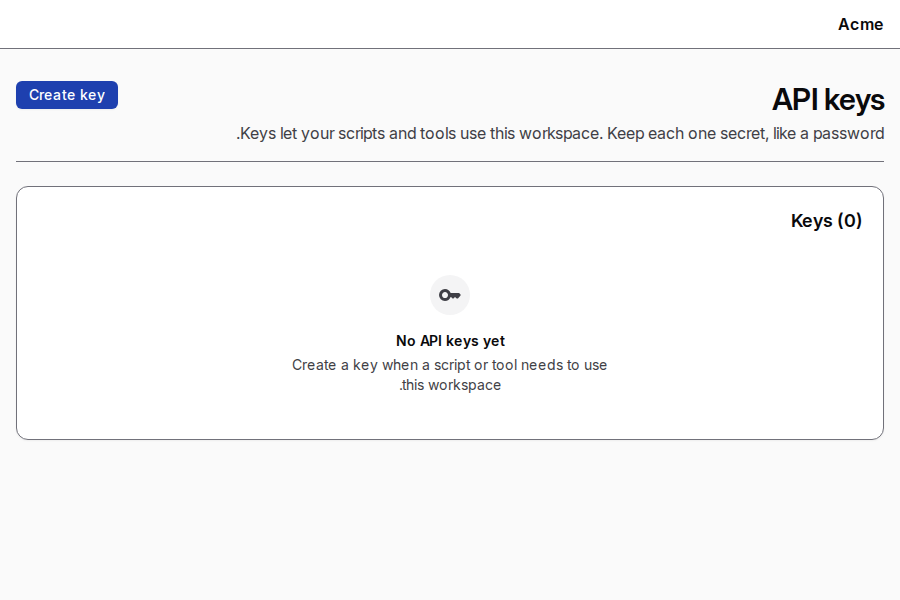 Acme
API keys
Create key
Keys let your scripts and tools use this workspace. Keep each one secret, like a password.
Keys (0)
No API keys yet
Create a key when a script or tool needs to use
this workspace.